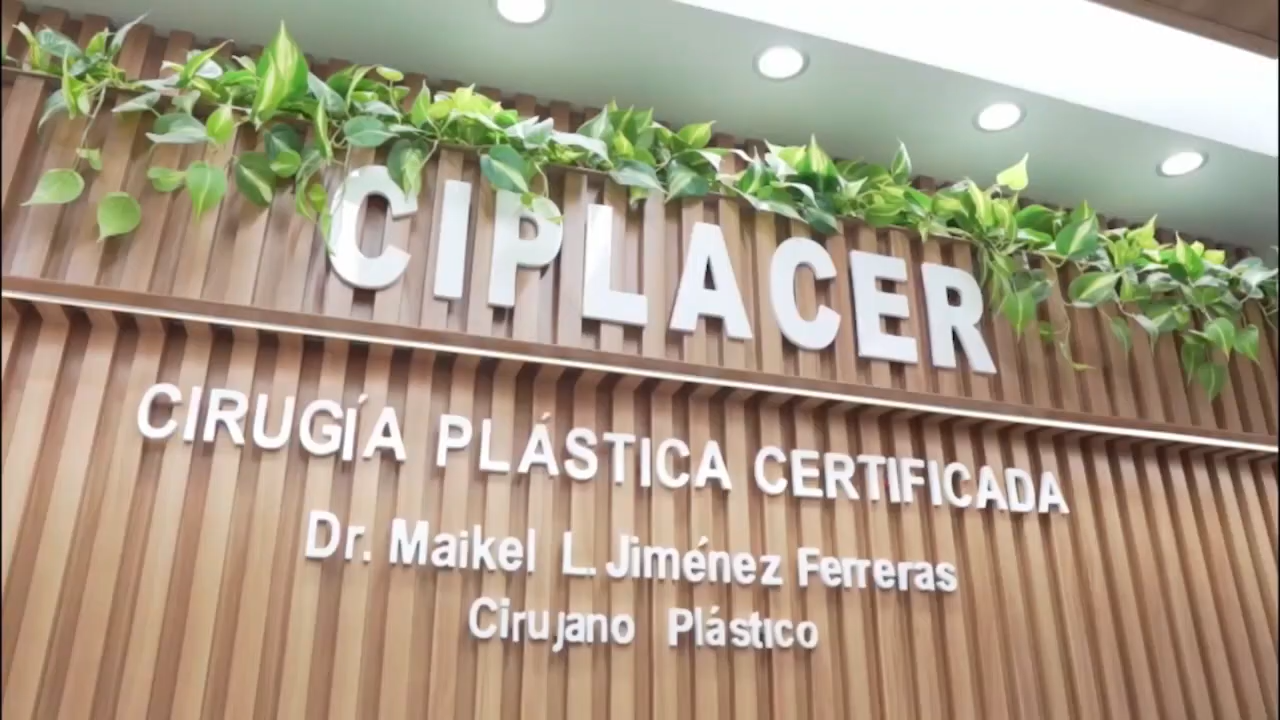 CIPLACER
CIRUGÍA PLÁSTICA CERTIFICADA
Dr. Maikel L. Jiménez Ferreras
Cirujano Plástico